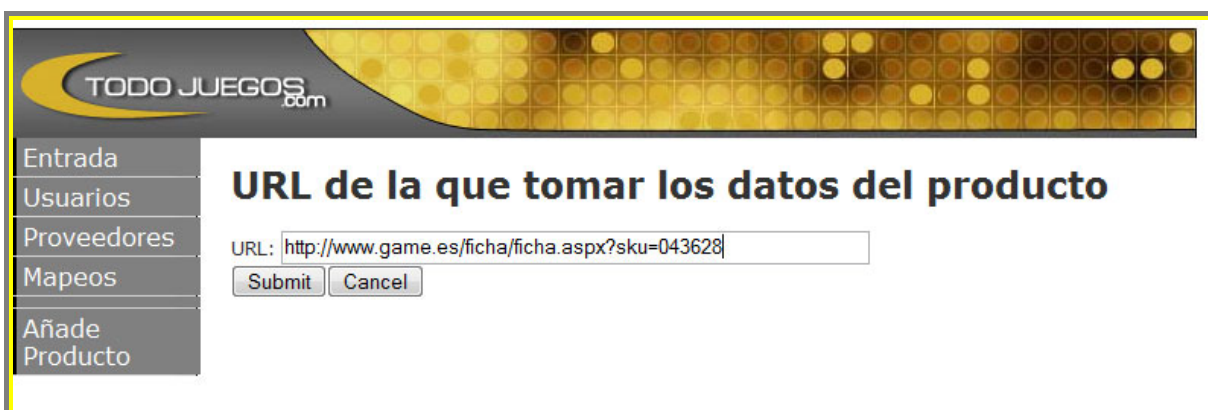 TODO JUEGOS
.com
Entrada
Usuarios
Proveedores
Mapeos
Añade
Producto
URL de la que tomar los datos del producto
URL: http://www.game.es/ficha/ficha.aspx?sku=043628
Submit Cancel